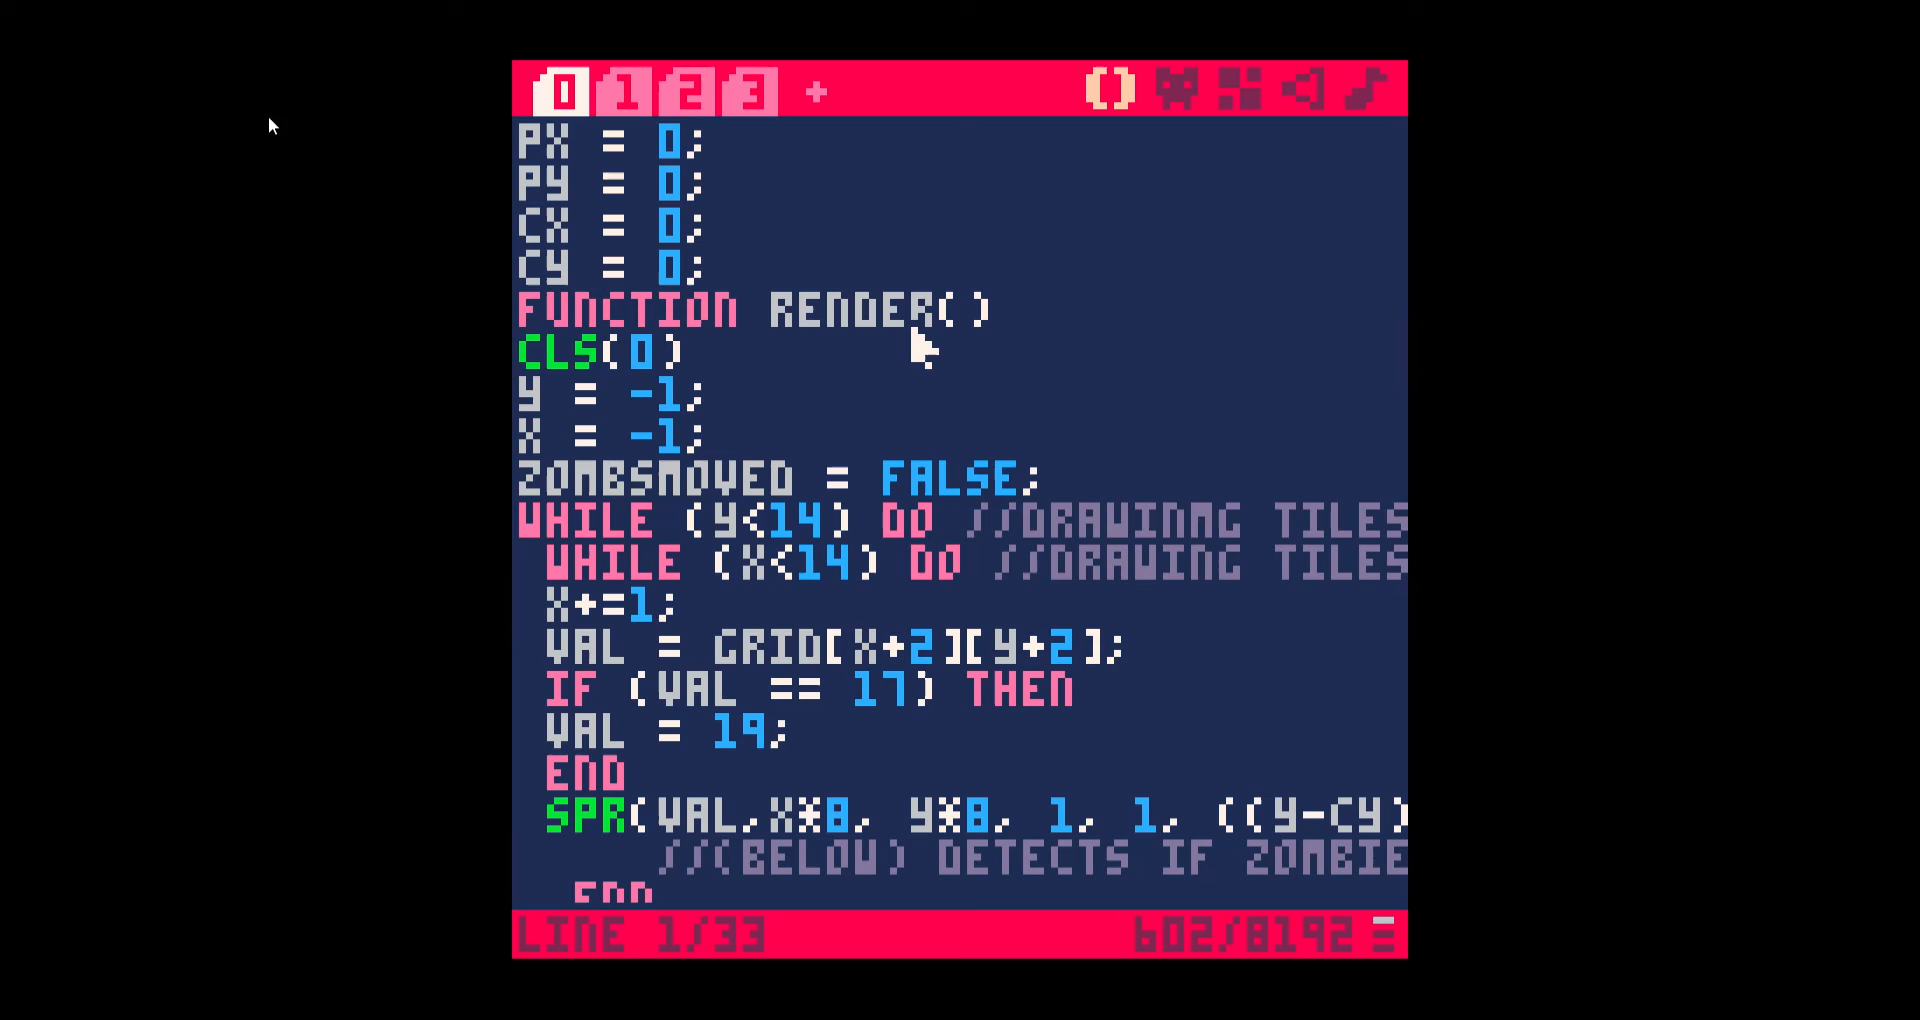 0 1 2 3 +
PX = 0;
PY = 0;
CX = 0;
CY = 0;
FUNCTION RENDER()
CLS(0)
Y = -1;
X = -1;
ZOMBSMOVED = FALSE;
WHILE (Y<14) DO //DRAWINMG TILES
WHILE (X<14) DO //DRAWING TILES
X+=1;
VAL = GRID[X+2][Y+2];
IF (VAL == 17) THEN
VAL = 19;
END
SPR(VAL,X*8, Y*8, 1, 1, ((Y-CY)
//(BELOW) DETECTS IF ZOMBIE
END
LINE 1/33 602/8192